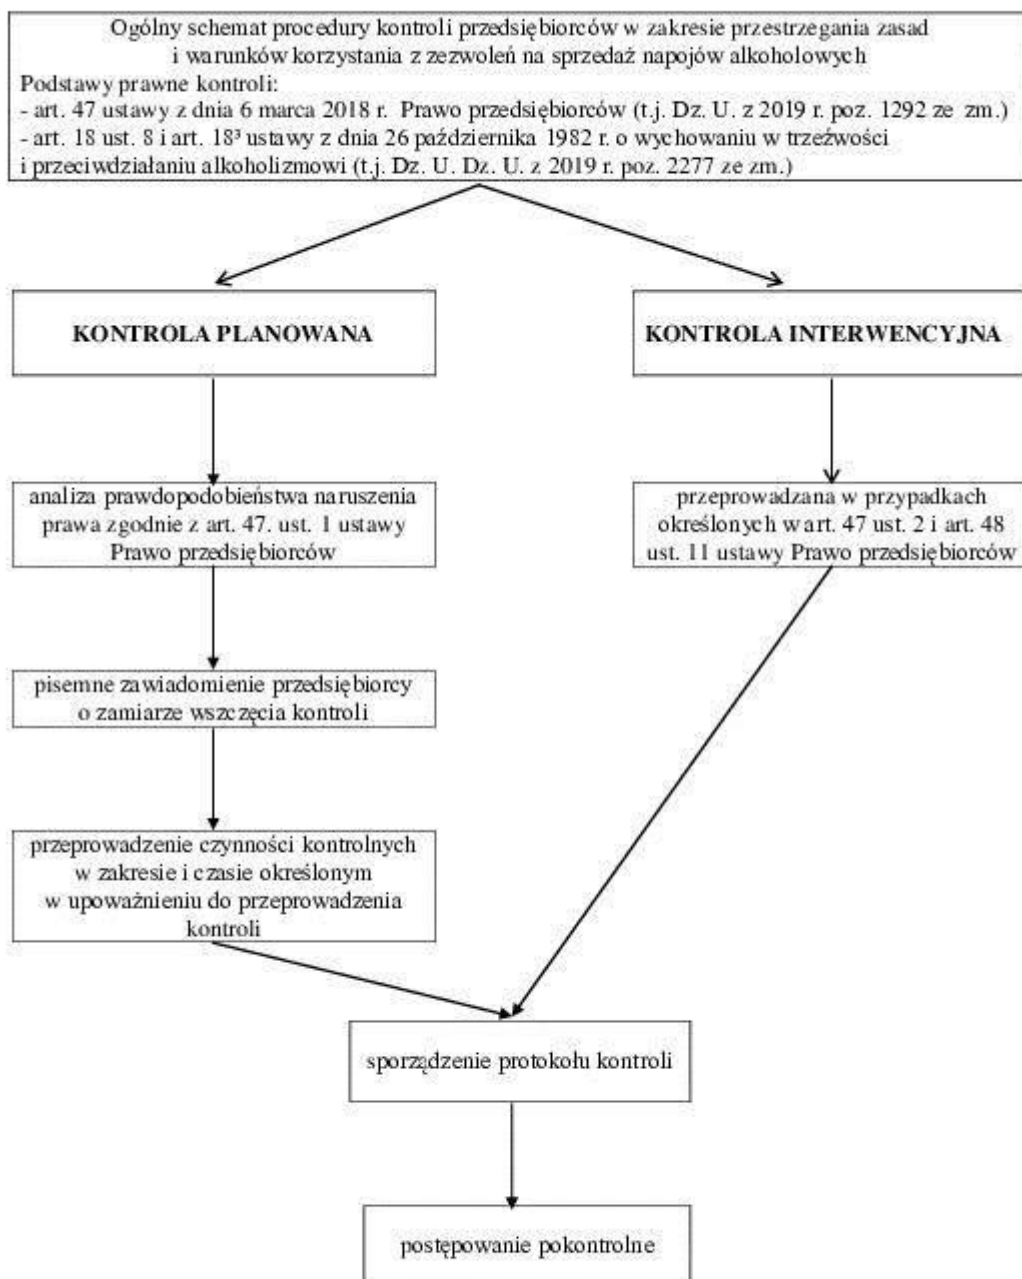 Ogólny schemat procedury kontroli przedsiębiorców w zakresie przestrzegania zasad
i warunków korzystania z zezwoleń na sprzedaż napojów alkoholowych
Podstawy prawne kontroli:
- art. 47 ustawy z dnia 6 marca 2018 r. Prawo przedsiębiorców (t.j. Dz. U. z 2019 r. poz. 1292 ze zm.)
- art. 18 ust. 8 i art. 18³ ustawy z dnia 26 października 1982 r. o wychowaniu w trzeźwości
i przeciwdziałaniu alkoholizmowi (t.j. Dz. U. Dz. U. z 2019 r. poz. 2277 ze zm.)
KONTROLA PLANOWANA
KONTROLA INTERWENCYJNA
analiza prawdopodobieństwa naruszenia
prawa zgodnie z art. 47. ust. 1 ustawy
Prawo przedsiębiorców
przeprowadzana w przypadkach
określonych w art. 47 ust. 2 i art. 48
ust. 11 ustawy Prawo przedsiębiorców
pisemne zawiadomienie przedsiębiorcy
o zamiarze wszczęcia kontroli
przeprowadzenie czynności kontrolnych
w zakresie i czasie określonym
w upoważnieniu do przeprowadzenia
kontroli
sporządzenie protokołu kontroli
postępowanie pokontrolne